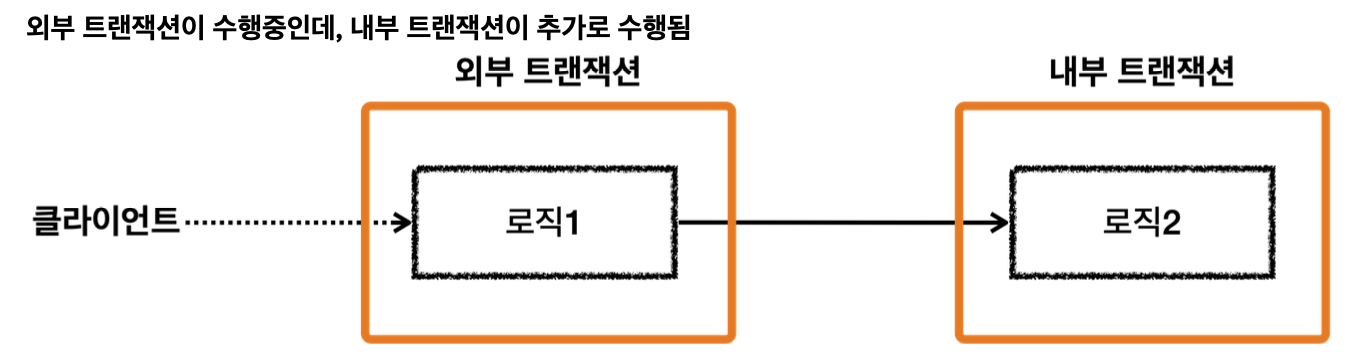 외부 트랜잭션이 수행중인데, 내부 트랜잭션이 추가로 수행됨
외부 트랜잭션
내부 트랜잭션
클라이언트
로직1
로직2